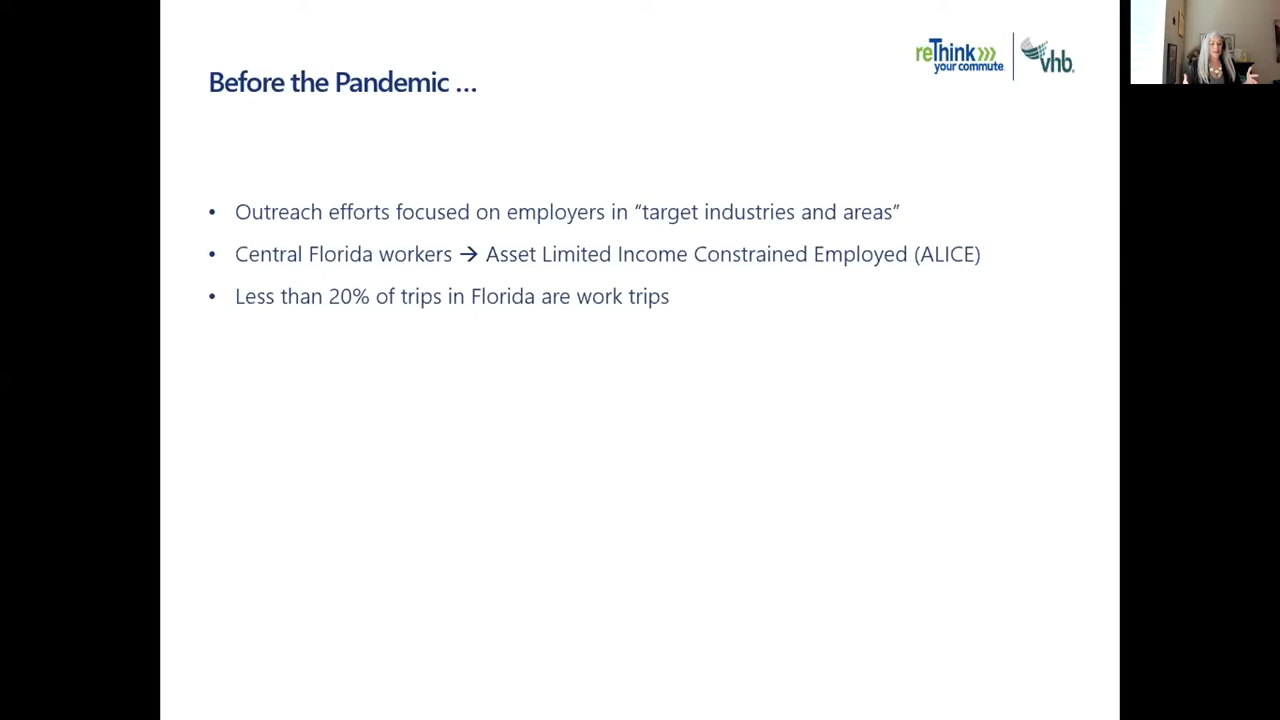 reThink
your commute
vhb.
Before the Pandemic ...
• Outreach efforts focused on employers in “target industries and areas”
• Central Florida workers → Asset Limited Income Constrained Employed (ALICE)
• Less than 20% of trips in Florida are work trips